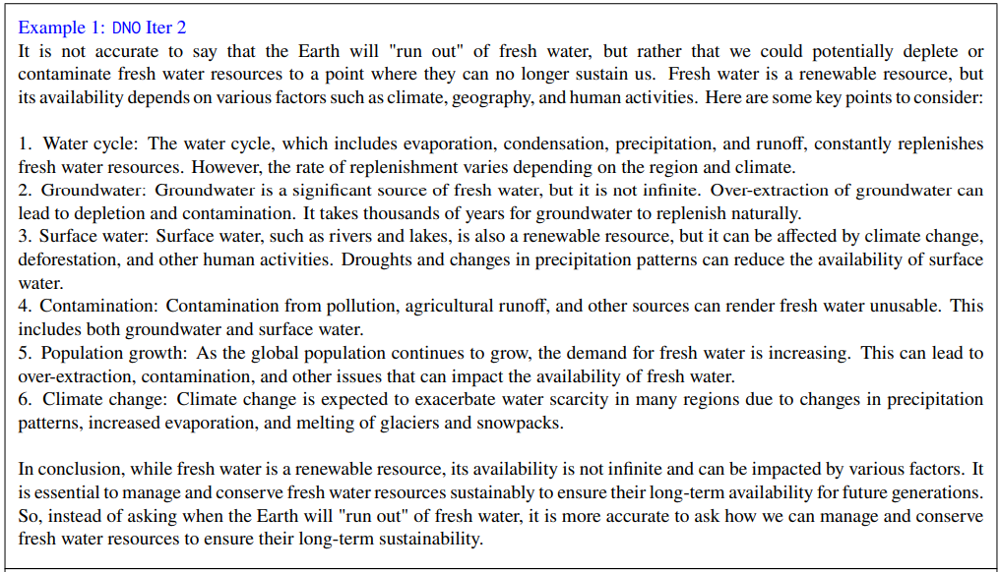 Example 1: DNO Iter 2
It is not accurate to say that the Earth will "run out" of fresh water, but rather that we could potentially deplete or
contaminate fresh water resources to a point where they can no longer sustain us. Fresh water is a renewable resource, but
its availability depends on various factors such as climate, geography, and human activities. Here are some key points to consider:
1. Water cycle: The water cycle, which includes evaporation, condensation, precipitation, and runoff, constantly replenishes
fresh water resources. However, the rate of replenishment varies depending on the region and climate.
2. Groundwater: Groundwater is a significant source of fresh water, but it is not infinite. Over-extraction of groundwater can
lead to depletion and contamination. It takes thousands of years for groundwater to replenish naturally.
3. Surface water: Surface water, such as rivers and lakes, is also a renewable resource, but it can be affected by climate change,
deforestation, and other human activities. Droughts and changes in precipitation patterns can reduce the availability of surface
water.
4. Contamination: Contamination from pollution, agricultural runoff, and other sources can render fresh water unusable. This
includes both groundwater and surface water.
5. Population growth: As the global population continues to grow, the demand for fresh water is increasing. This can lead to
over-extraction, contamination, and other issues that can impact the availability of fresh water.
6. Climate change: Climate change is expected to exacerbate water scarcity in many regions due to changes in precipitation
patterns, increased evaporation, and melting of glaciers and snowpacks.
In conclusion, while fresh water is a renewable resource, its availability is not infinite and can be impacted by various factors. It
is essential to manage and conserve fresh water resources sustainably to ensure their long-term availability for future generations.
So, instead of asking when the Earth will "run out" of fresh water, it is more accurate to ask how we can manage and conserve
fresh water resources to ensure their long-term sustainability.